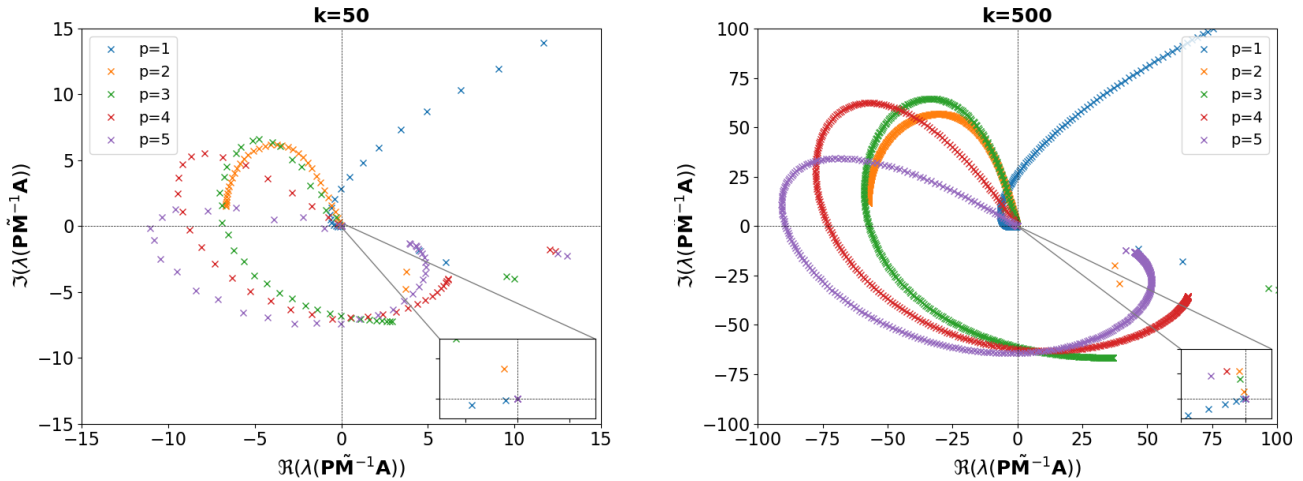 k=50
15
10
5
0
−5
−10
−15
ℑ(λ(PM̃⁻¹A))
p=1
p=2
p=3
p=4
p=5
−15 −10 −5 0 5 10 15
ℜ(λ(PM̃⁻¹A))
k=500
100
75
50
25
0
−25
−50
−75
−100
ℑ(λ(PM̃⁻¹A))
p=1
p=2
p=3
p=4
p=5
−100 −75 −50 −25 0 25 50 75 100
ℜ(λ(PM̃⁻¹A))